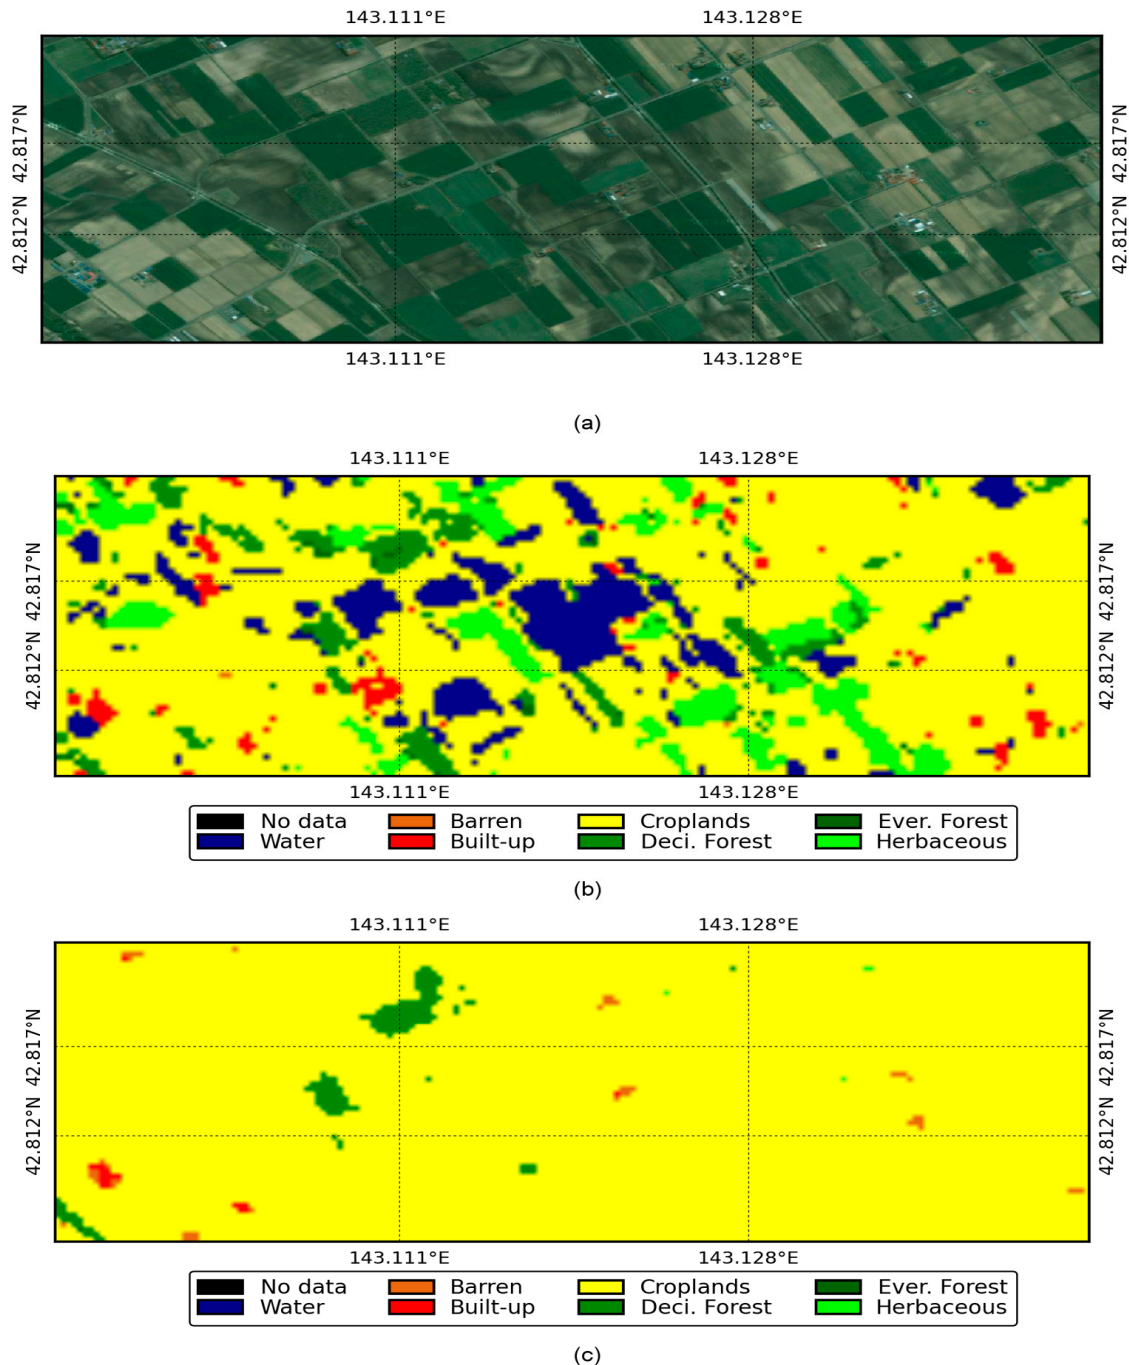 143.111°E 143.128°E
42.817°N 42.817°N
42.812°N 42.812°N
143.111°E 143.128°E
(a)
143.111°E 143.128°E
42.817°N 42.817°N
42.812°N 42.812°N
143.111°E 143.128°E
No data Barren Croplands Ever. Forest
Water Built-up Deci. Forest Herbaceous
(b)
143.111°E 143.128°E
42.817°N 42.817°N
42.812°N 42.812°N
143.111°E 143.128°E
No data Barren Croplands Ever. Forest
Water Built-up Deci. Forest Herbaceous
(c)